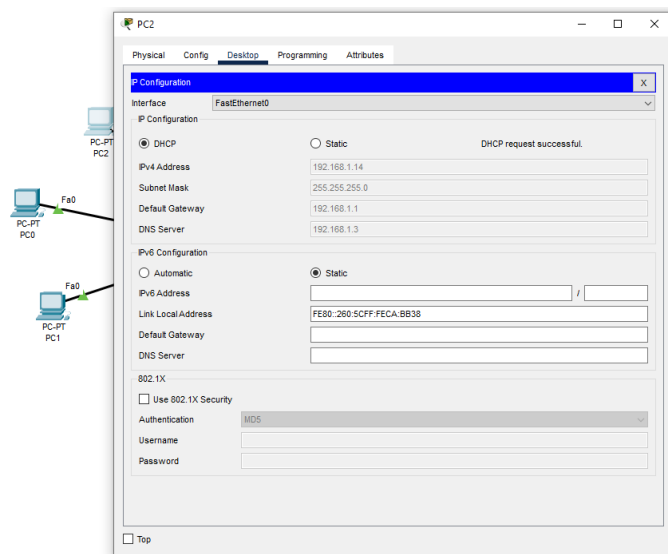 PC2
Physical Config Desktop Programming Attributes
IP Configuration X
Interface FastEthernet0
IP Configuration
DHCP Static DHCP request successful.
IPv4 Address 192.168.1.14
Subnet Mask 255.255.255.0
Default Gateway 192.168.1.1
DNS Server 192.168.1.3
IPv6 Configuration
Automatic Static
IPv6 Address /
Link Local Address FE80::260:5CFF:FECA:BB38
Default Gateway
DNS Server
802.1X
Use 802.1X Security
Authentication MD5
Username
Password
Top
PC-PT
PC2
Fa0
PC-PT
PC0
Fa0
PC-PT
PC1